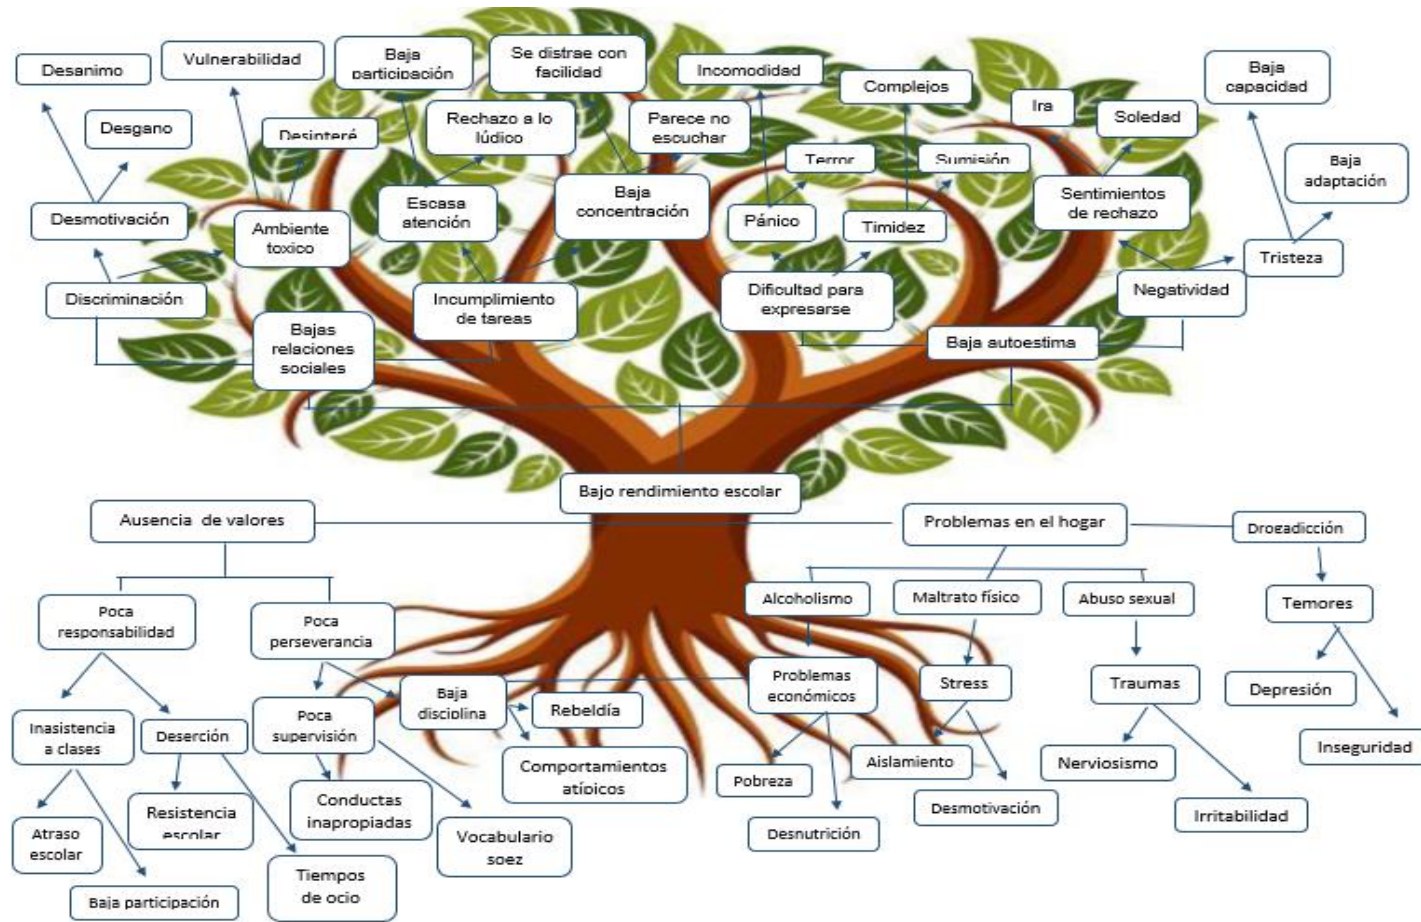 Desanimo
Vulnerabilidad
Baja
participación
Se distrae con
facilidad
Incomodidad
Complejos
Ira
Soledad
Baja
capacidad
Desgano
Desinteré
Rechazo a lo
lúdico
Parece no
escuchar
Terror
Sumisión
Baja
adaptación
Desmotivación
Ambiente
toxico
Escasa
atención
Baja
concentración
Pánico
Timidez
Sentimientos
de rechazo
Tristeza
Discriminación
Incumplimiento
de tareas
Dificultad para
expresarse
Negatividad
Bajas
relaciones
sociales
Baja autoestima
Bajo rendimiento escolar
Ausencia de valores
Problemas en el hogar
Drogadicción
Poca
responsabilidad
Poca
perseverancia
Alcoholismo
Maltrato físico
Abuso sexual
Temores
Inasistencia
a clases
Deserción
Poca
supervisión
Baja
disciplina
Rebeldía
Problemas
económicos
Stress
Traumas
Depresión
Inseguridad
Comportamientos
atípicos
Pobreza
Aislamiento
Nerviosismo
Atraso
escolar
Resistencia
escolar
Conductas
inapropiadas
Vocabulario
soez
Desnutrición
Desmotivación
Irritabilidad
Baja participación
Tiempos
de ocio